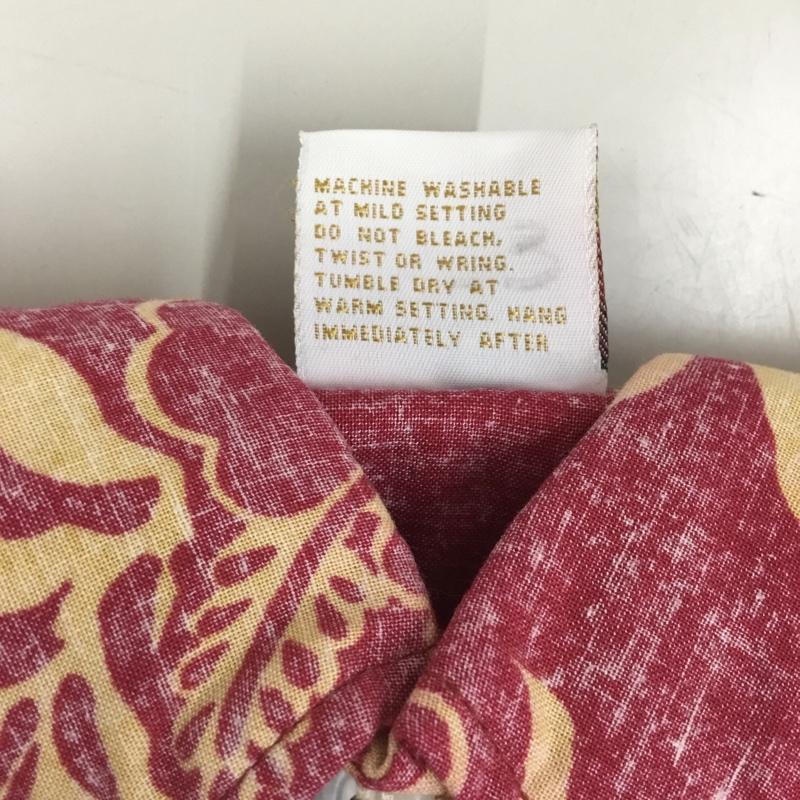 MACHINE WASHABLE
AT MILD SETTING
DO NOT BLEACH,
TWIST OR WRING.
TUMBLE DRY AT
WARM SETTING. HANG
IMMEDIATELY AFTER